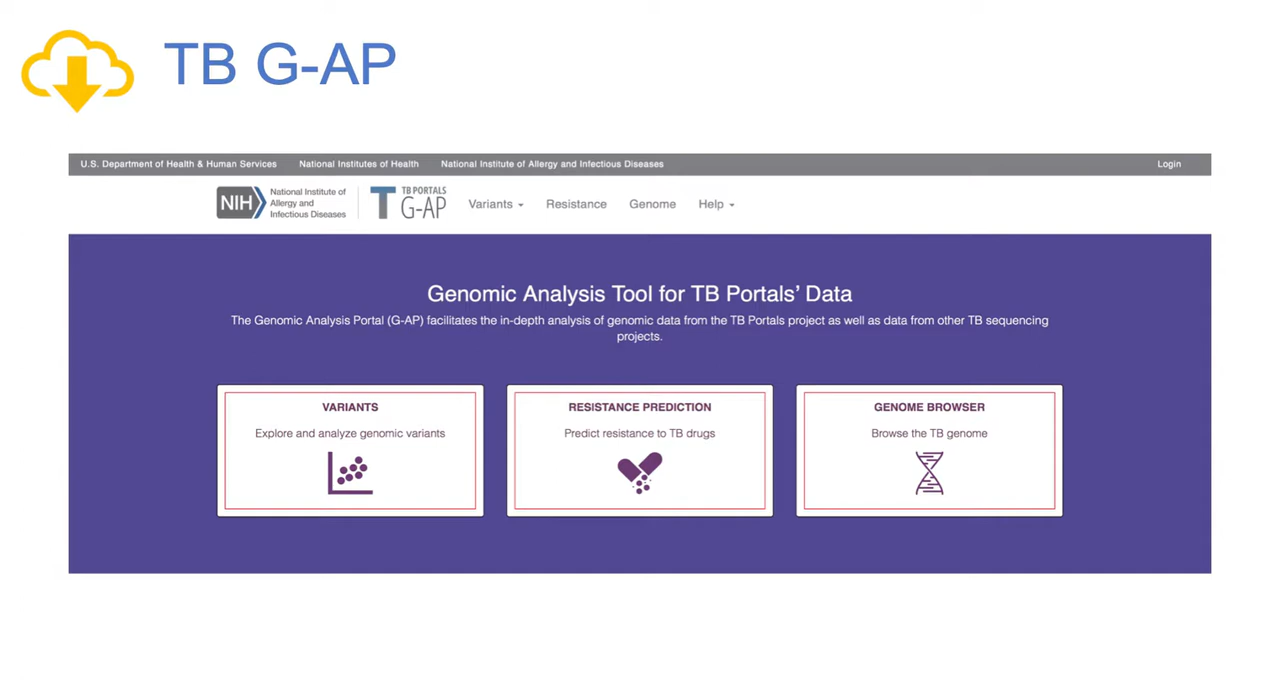 TB G-AP
U.S. Department of Health & Human Services National Institutes of Health National Institute of Allergy and Infectious Diseases Login
NIH National Institute of
Allergy and
Infectious Diseases
TB PORTALS
G-AP
Variants Resistance Genome Help
Genomic Analysis Tool for TB Portals’ Data
The Genomic Analysis Portal (G-AP) facilitates the in-depth analysis of genomic data from the TB Portals project as well as data from other TB sequencing
projects.
VARIANTS
Explore and analyze genomic variants
RESISTANCE PREDICTION
Predict resistance to TB drugs
GENOME BROWSER
Browse the TB genome